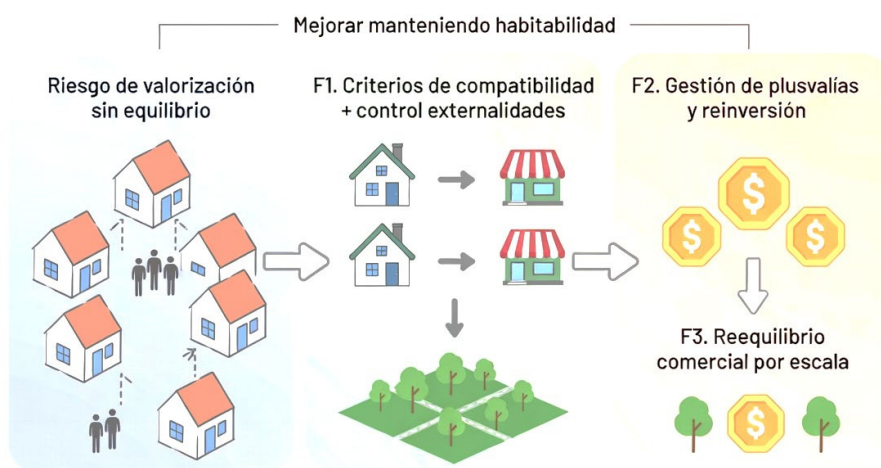 Mejorar manteniendo habitabilidad
Riesgo de valorización
sin equilibrio
F1. Criterios de compatibilidad
+ control externalidades
F2. Gestión de plusvalías
y reinversión
$
$
$
F3. Reequilibrio
comercial por escala
$